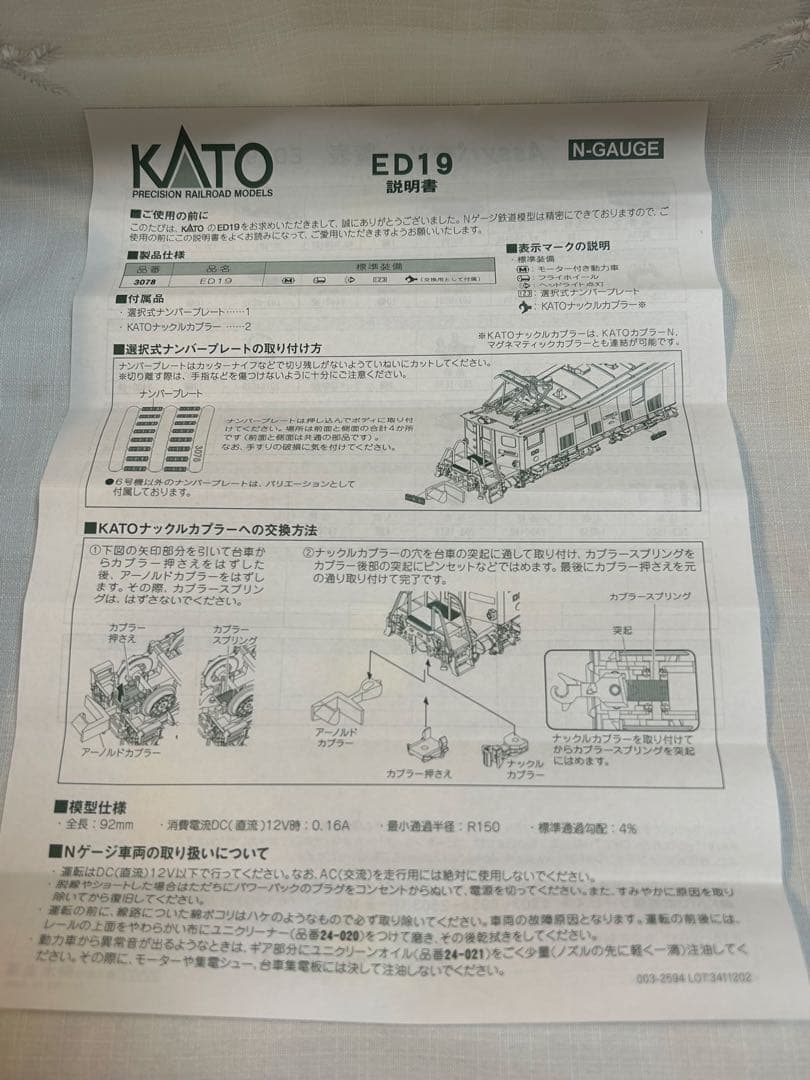 KATO
PRECISION RAILROAD MODELS
ED19
説明書
N-GAUGE
■ご使用の前に
このたびは、KATOのED19をお求めいただきまして、誠にありがとうございました。Nゲージ鉄道模型は精密にできておりますので、ご
使用の前にこの説明書をよくお読みになって、ご愛用いただきますようお願いいたします。
■製品仕様
品番 品名 標準装備
3078 ED19 (交換用として付属)
■表示マークの説明
・標準装備
：モーター付き動力車
：フライホイール
：ヘッドライト点灯
：選択式ナンバープレート
：KATOナックルカプラー※
■付属品
・選択式ナンバープレート……1
・KATOナックルカプラー ……2
※KATOナックルカプラーは、KATOカプラーN、
マグネマティックカプラーとも連結が可能です。
■選択式ナンバープレートの取り付け方
ナンバープレートはカッターナイフなどで切り残しがないようていねいにカットしてください。
※切り離す際は、手指などを傷つけないように十分にご注意ください。
ナンバープレート
3078
ナンバープレートは押し込んでボディに取り付
けてください。場所は前面と側面の合計4か所
です(前面と側面は共通の部品です)。
なお、手すりの破損に気を付けてください。
●6号機以外のナンバープレートは、バリエーションとして
付属しております。
■KATOナックルカプラーへの交換方法
①下図の矢印部分を引いて台車か
らカプラー押さえをはずした
後、アーノルドカプラーをはずし
ます。その際、カプラースプリン
グは、はずさないでください。
カプラー
押さえ
カプラー
スプリング
アーノルドカプラー
②ナックルカプラーの穴を台車の突起に通して取り付け、カプラースプリングを
カプラー後部の突起にピンセットなどではめます。最後にカプラー押さえを元
の通り取り付けて完了です。
カプラースプリング
突起
アーノルド
カプラー
カプラー押さえ
ナックル
カプラー
ナックルカプラーを取り付けて
からカプラースプリングを突起
にはめます。
■模型仕様
・全長：92mm ・消費電流DC(直流)12V時：0.16A ・最小通過半径：R150 ・標準通過勾配：4%
■Nゲージ車両の取り扱いについて
・運転はDC(直流)12V以下で行ってください。なお、AC(交流)を走行用には絶対に使用しないでください。
・脱線やショートした場合はただちにパワーパックのプラグをコンセントからぬいて、電源を切ってください。また、すみやかに原因を取り
除いてから復旧してください。
・運転の前に、線路についた綿ボコリはハケのようなもので必ず取り除いてください。車両の故障原因となります。運転の前後には、
レールの上面をやわらかい布にユニクリーナー(品番24-020)をつけて磨き、その後乾拭きをしてください。
・動力車から異常音が出るようなときは、ギア部分にユニクリーンオイル(品番24-021)をごく少量(ノズルの先に軽く一滴)注油してく
ださい。その際に、モーターや集電シュー、台車集電板には決して注油しないでください。
003-2594 LOT:3411202